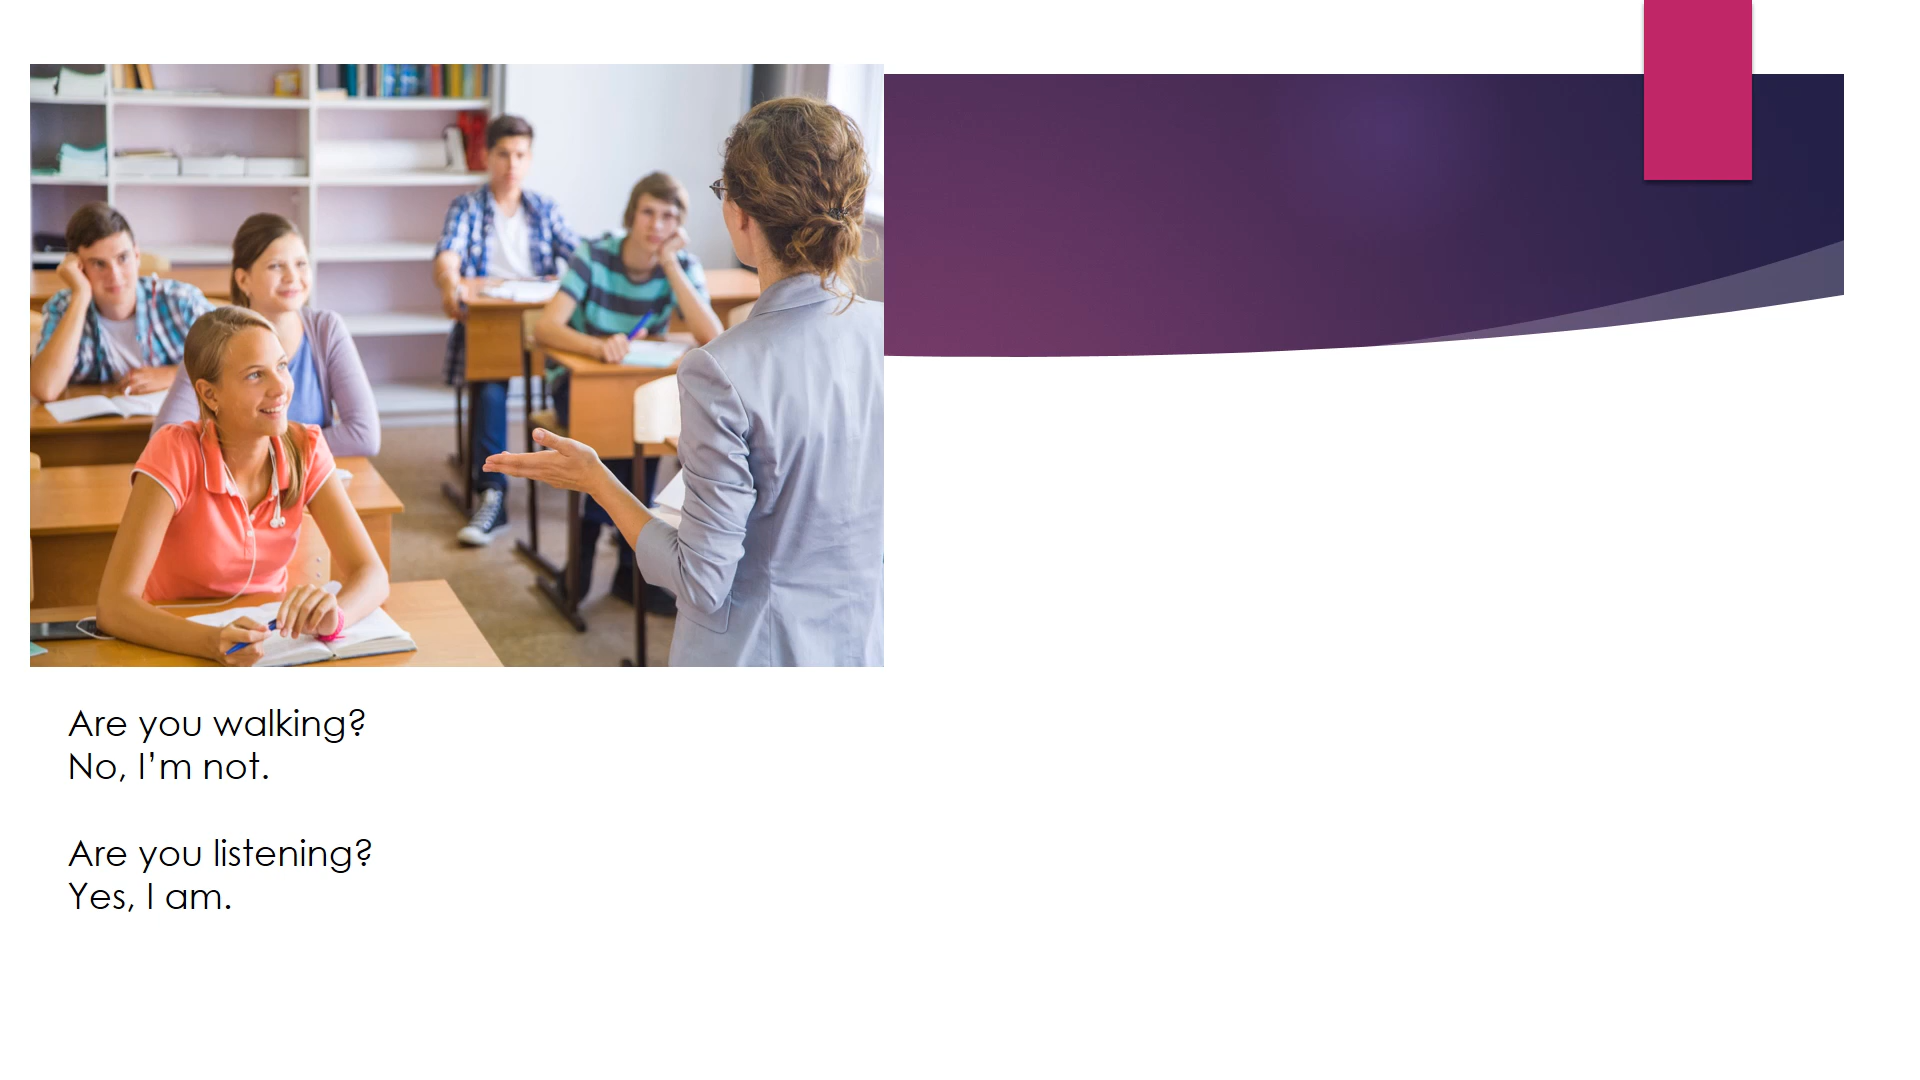 Are you walking?
No, I’m not.
Are you listening?
Yes, I am.